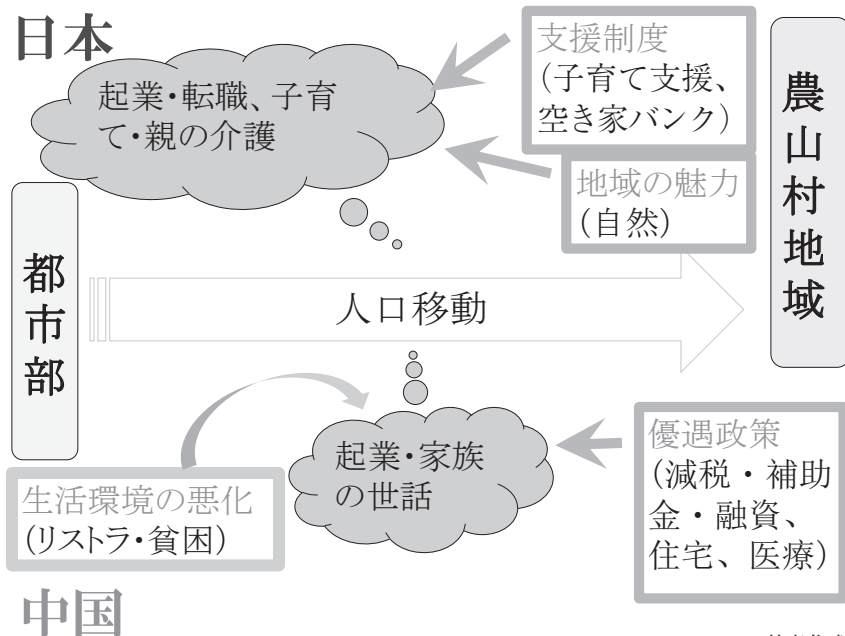 日本
起業・転職、子育
て・親の介護
支援制度
(子育て支援、
空き家バンク)
地域の魅力
(自然)
農山村地域
都市部
人口移動
起業・家族
の世話
生活環境の悪化
(リストラ・貧困)
優遇政策
(減税・補助
金・融資、
住宅、医療)
中国